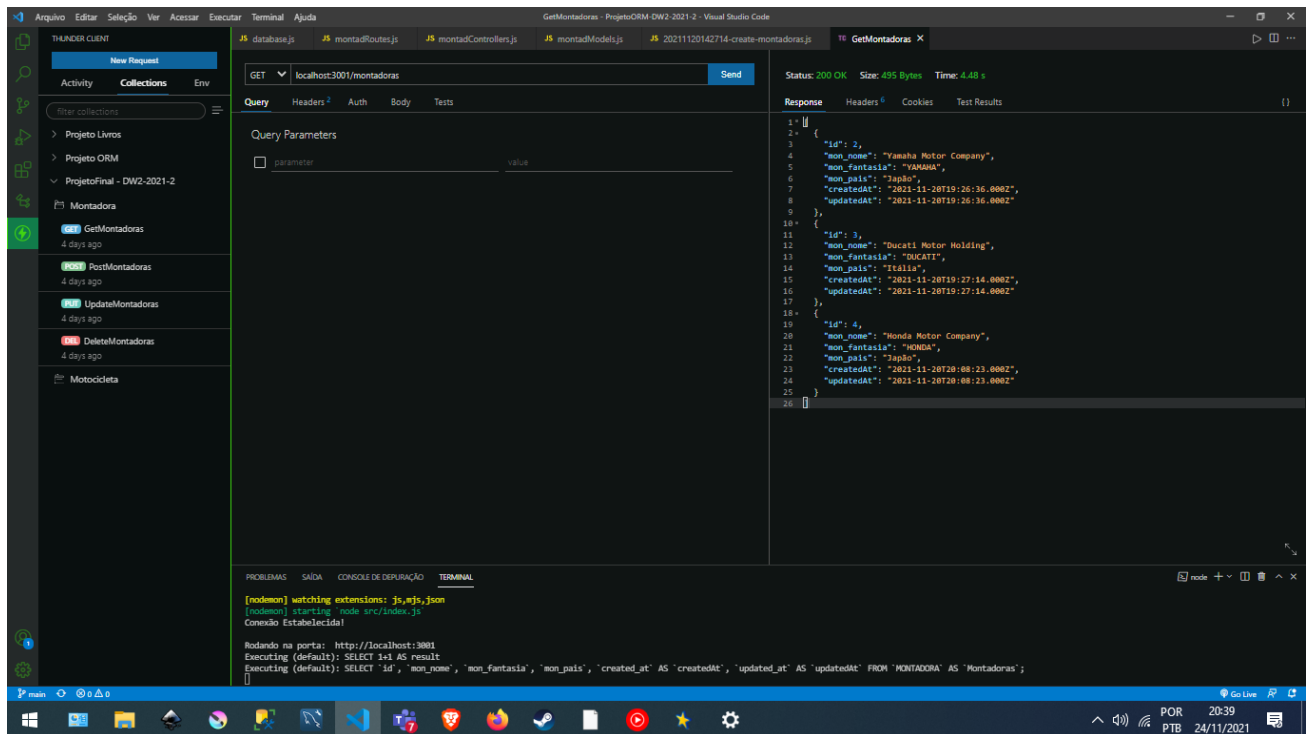 Arquivo Editar Seleção Ver Acessar Executar Terminal Ajuda
GetMontadoras - ProjetoORM-DW2-2021-2 - Visual Studio Code
THUNDER CLIENT
JS database.js JS montadRoutes.js JS montadControllers.js JS montadModels.js JS 20211120142714-create-montadoras.js TC GetMontadoras
New Request
Activity Collections Env
filter collections
Projeto Livros
Projeto ORM
ProjetoFinal - DW2-2021-2
Montadora
GET GetMontadoras
4 days ago
POST PostMontadoras
4 days ago
PUT UpdateMontadoras
4 days ago
DEL DeleteMontadoras
4 days ago
Motocicleta
GET localhost:3001/montadoras Send
Query Headers 2 Auth Body Tests
Query Parameters
parameter value
Status: 200 OK Size: 495 Bytes Time: 4.48 s
Response Headers 6 Cookies Test Results {}
1 [
2 {
3 "id": 2,
4 "mon_nome": "Yamaha Motor Company",
5 "mon_fantasia": "YAMAHA",
6 "mon_pais": "Japão",
7 "createdAt": "2021-11-20T19:26:36.000Z",
8 "updatedAt": "2021-11-20T19:26:36.000Z"
9 },
10 {
11 "id": 3,
12 "mon_nome": "Ducati Motor Holding",
13 "mon_fantasia": "DUCATI",
14 "mon_pais": "Itália",
15 "createdAt": "2021-11-20T19:27:14.000Z",
16 "updatedAt": "2021-11-20T19:27:14.000Z"
17 },
18 {
19 "id": 4,
20 "mon_nome": "Honda Motor Company",
21 "mon_fantasia": "HONDA",
22 "mon_pais": "Japão",
23 "createdAt": "2021-11-20T20:08:23.000Z",
24 "updatedAt": "2021-11-20T20:08:23.000Z"
25 }
26 ]
PROBLEMAS SAÍDA CONSOLE DE DEPURAÇÃO TERMINAL
node
[nodemon] watching extensions: js,mjs,json
[nodemon] starting `node src/index.js`
Conexão Estabelecida!
Rodando na porta: http://localhost:3001
Executing (default): SELECT 1+1 AS result
Executing (default): SELECT `id`, `mon_nome`, `mon_fantasia`, `mon_pais`, `created_at` AS `createdAt`, `updated_at` AS `updatedAt` FROM `MONTADORA` AS `Montadoras`;
main 0 0
Go Live
7
POR
PTB
20:39
24/11/2021